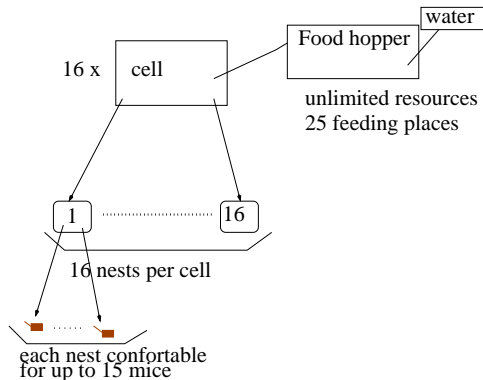 water
Food hopper
16 x
cell
unlimited resources
25 feeding places
1
16
16 nests per cell
each nest confortable
for up to 15 mice